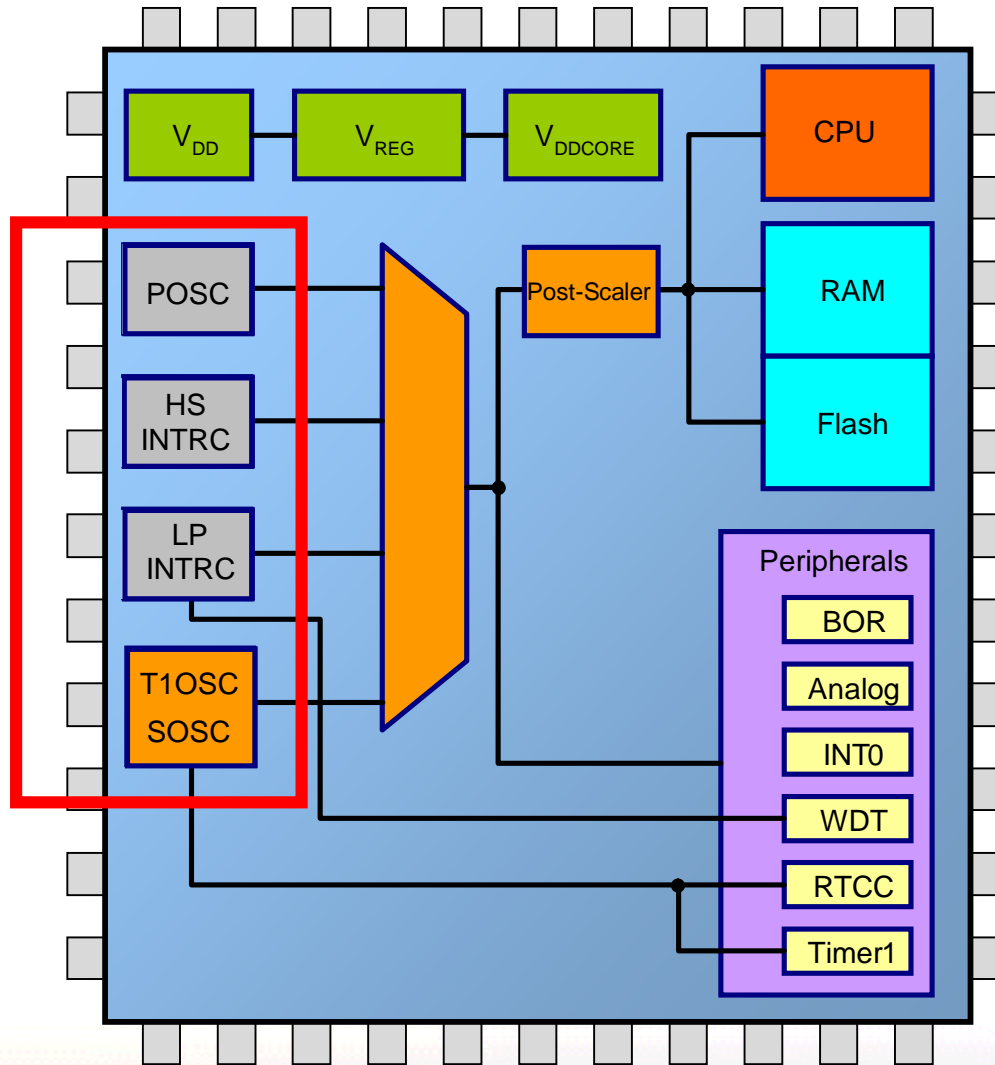 VDD
VREG
VDDCORE
CPU
POSC
Post-Scaler
RAM
HS
INTRC
Flash
LP
INTRC
Peripherals
BOR
T1OSC
SOSC
Analog
INT0
WDT
RTCC
Timer1